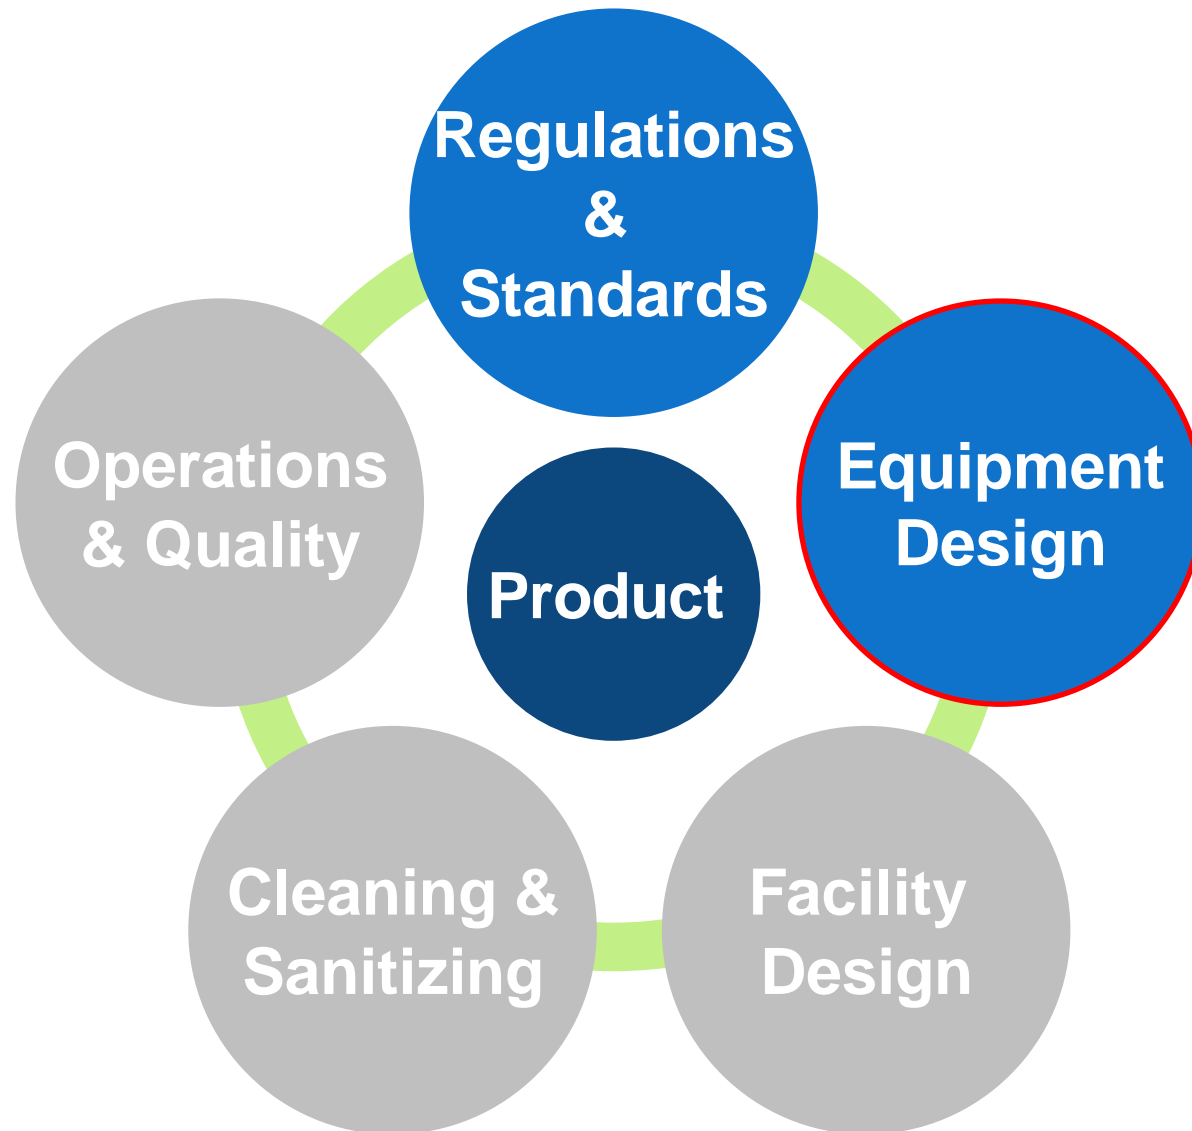 Regulations
&
Standards
Equipment
Design
Operations
& Quality
Product
Cleaning &
Sanitizing
Facility
Design